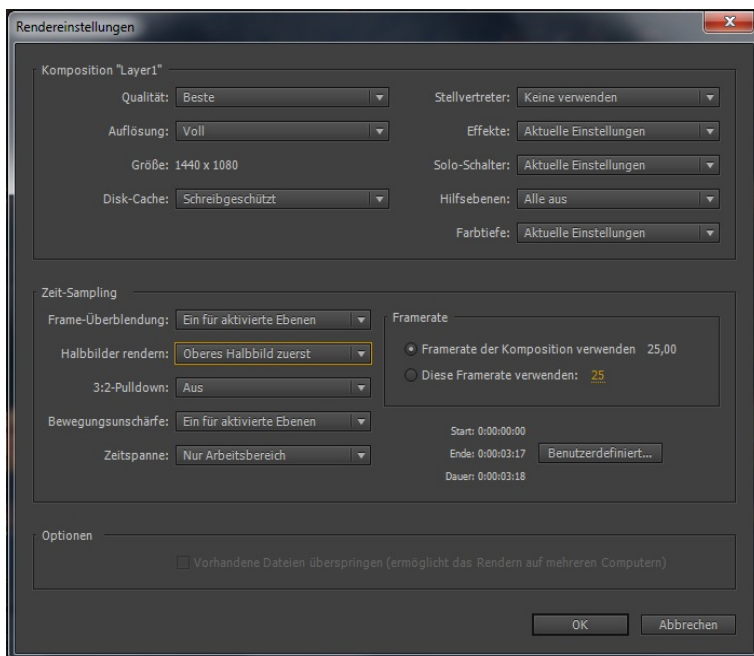 Rendereinstellungen
Komposition "Layer1"
Qualität: Beste
Stellvertreter: Keine verwenden
Auflösung: Voll
Effekte: Aktuelle Einstellungen
Größe: 1440 x 1080
Solo-Schalter: Aktuelle Einstellungen
Disk-Cache: Schreibgeschützt
Hilfsebenen: Alle aus
Farbtiefe: Aktuelle Einstellungen
Zeit-Sampling
Frame-Überblendung: Ein für aktivierte Ebenen
Framerate
Halbbilder rendern: Oberes Halbbild zuerst
Framerate der Komposition verwenden 25,00
3:2-Pulldown: Aus
Diese Framerate verwenden: 25
Bewegungsunschärfe: Ein für aktivierte Ebenen
Start: 0:00:00:00
Zeitspanne: Nur Arbeitsbereich
Ende: 0:00:03:17 Benutzerdefiniert...
Dauer: 0:00:03:18
Optionen
Vorhandene Dateien überspringen (ermöglicht das Rendern auf mehreren Computern)
OK Abbrechen